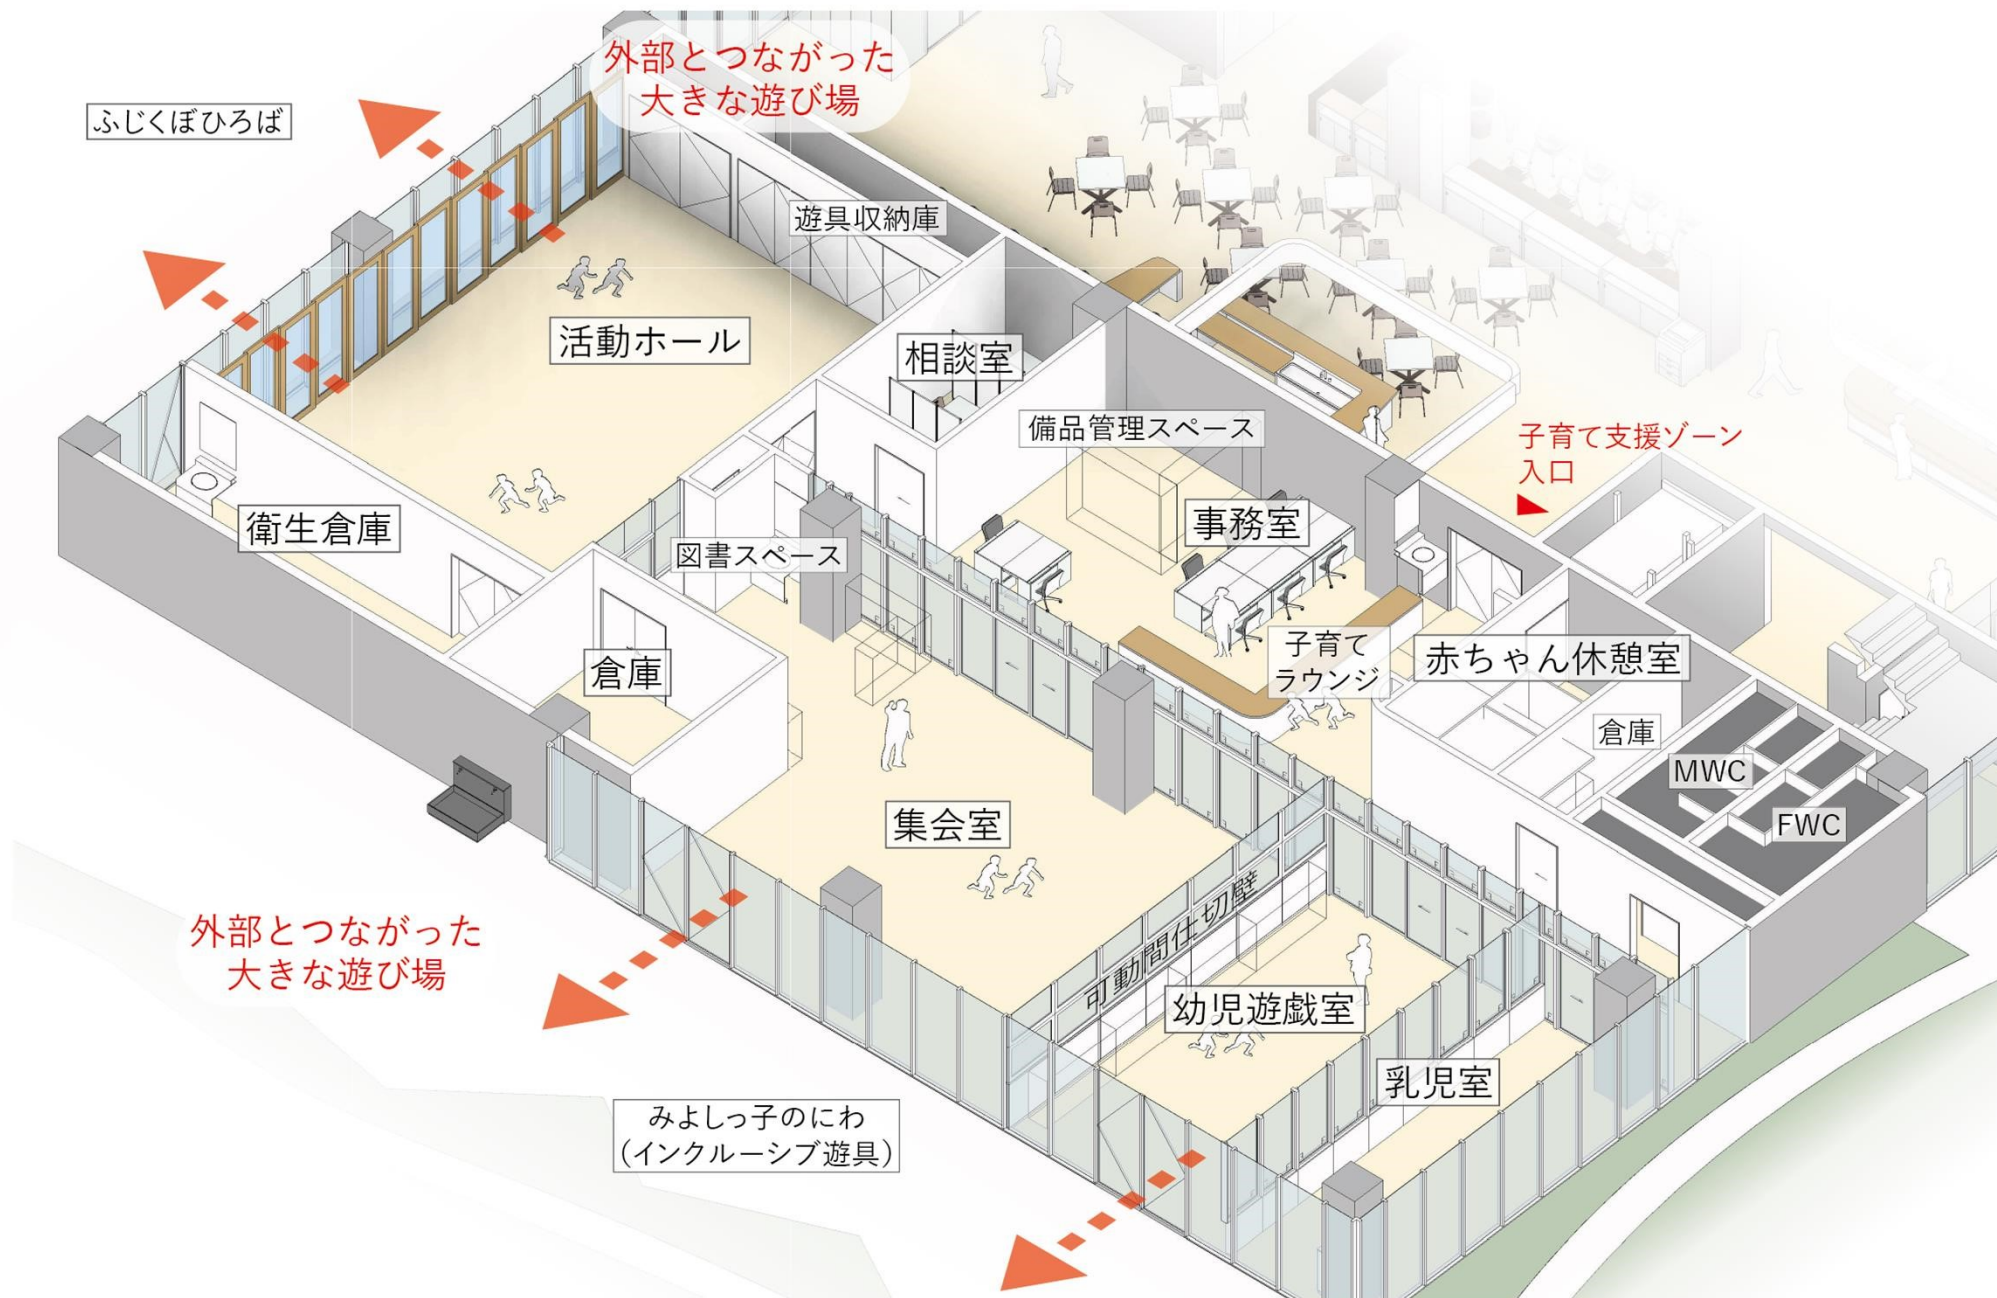 外部とつながった
大きな遊び場
ふじくぼひろば
遊具収納庫
活動ホール
相談室
備品管理スペース
子育て支援ゾーン
入口
事務室
衛生倉庫
図書スペース
子育て
ラウンジ
赤ちゃん休憩室
倉庫
倉庫
MWC
FWC
集会室
可動間仕切壁
外部とつながった
大きな遊び場
幼児遊戯室
乳児室
みよしっ子のにわ
(インクルーシブ遊具)